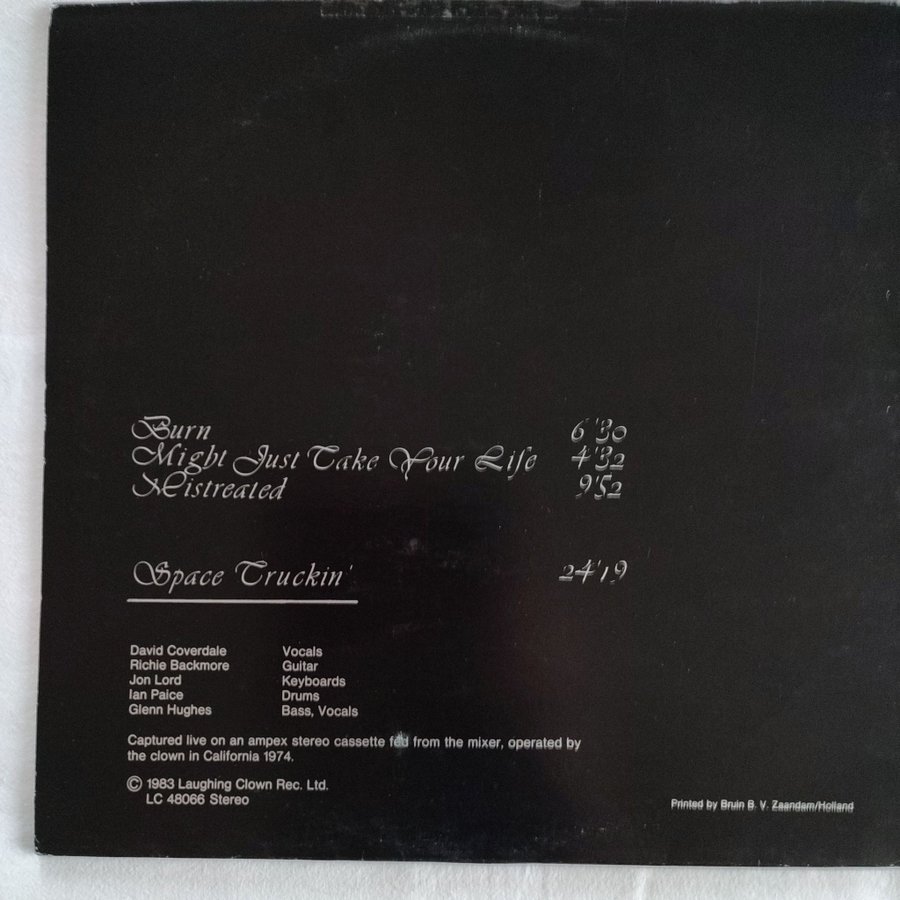 Burn 6'30
Might Just Take Your Life 4'32
Mistreated 9'52
Space Truckin' 24'19
David Coverdale Vocals
Richie Backmore Guitar
Jon Lord Keyboards
Ian Paice Drums
Glenn Hughes Bass, Vocals
Captured live on an ampex stereo cassette fed from the mixer, operated by
the clown in California 1974.
© 1983 Laughing Clown Rec. Ltd.
LC 48066 Stereo
Printed by Bruin B. V. Zaandam/Holland